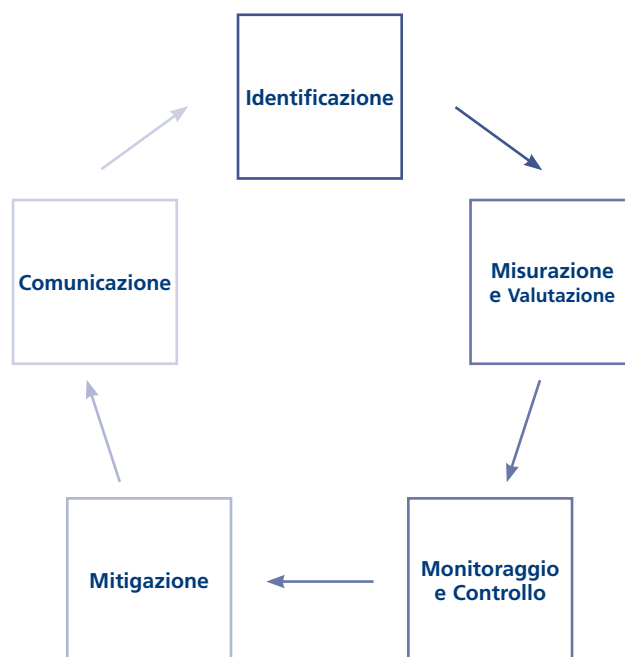 Identificazione
Misurazione
e Valutazione
Monitoraggio
e Controllo
Mitigazione
Comunicazione